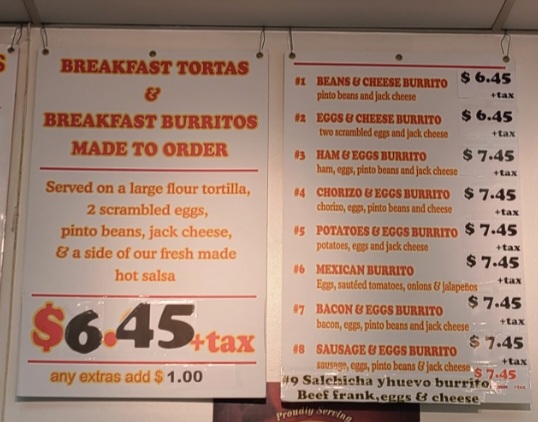 S
BREAKFAST TORTAS
&
BREAKFAST BURRITOS
MADE TO ORDER
Served on a large flour tortilla,
2 scrambled eggs,
pinto beans, jack cheese,
& a side of our fresh made
hot salsa
$6.45+tax
any extras add $ 1.00
#1 BEANS & CHEESE BURRITO $ 6.45
pinto beans and jack cheese +tax
#2 EGGS & CHEESE BURRITO $ 6.45
two scrambled eggs and jack cheese +tax
#3 HAM & EGGS BURRITO $ 7.45
ham, eggs, pinto beans and jack cheese +tax
#4 CHORIZO & EGGS BURRITO $ 7.45
chorizo, eggs, pinto beans and cheese +tax
#5 POTATOES & EGGS BURRITO $ 7.45
potatoes, eggs and jack cheese +tax
#6 MEXICAN BURRITO $ 7.45
Eggs, sautéed tomatoes, onions & jalapeños +tax
#7 BACON & EGGS BURRITO $ 7.45
bacon, eggs, pinto beans and jack cheese +tax
#8 SAUSAGE & EGGS BURRITO $ 7.45
sausage, eggs, pinto beans & jack cheese +tax
#9 Salchicha yhuevo burrito $ 7.45
Beef frank,eggs & cheese +tax
Proudly Serving